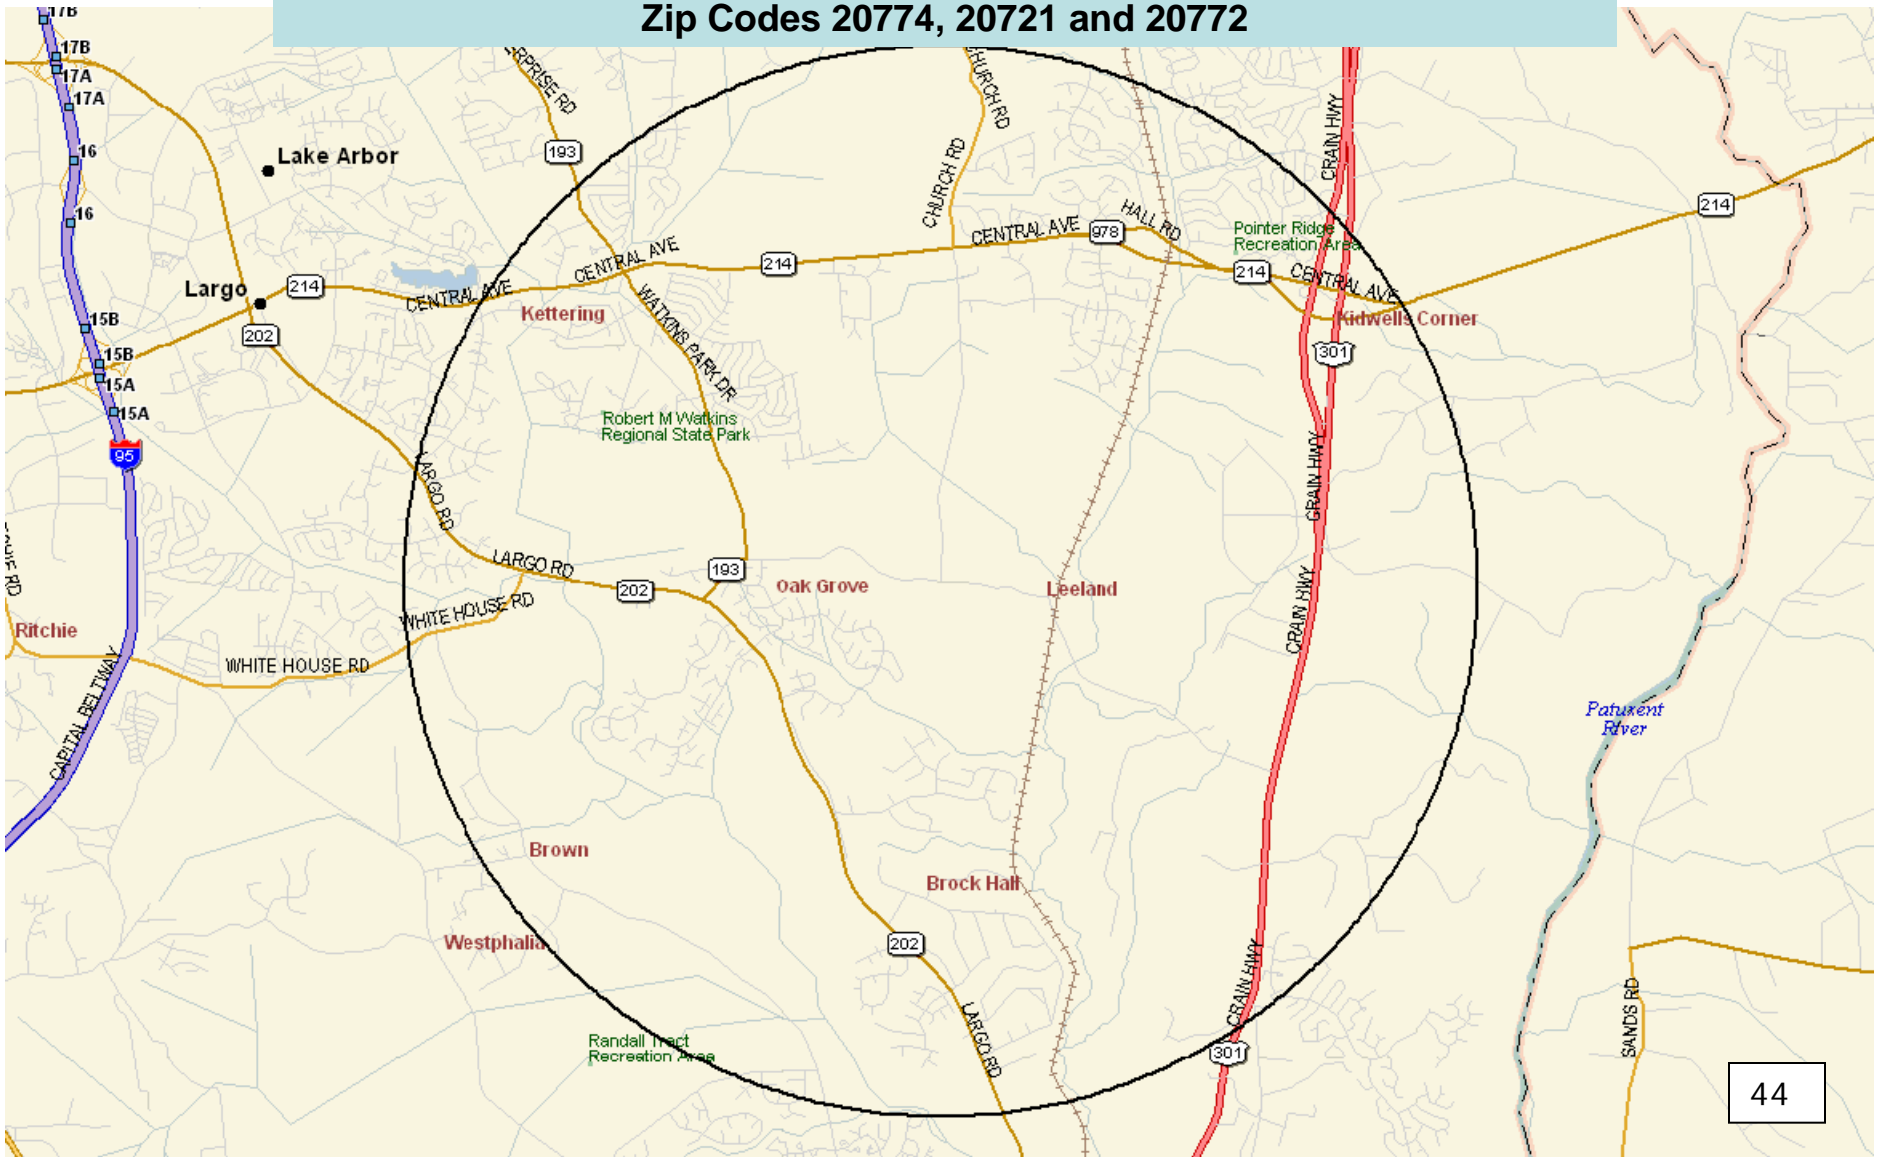 Zip Codes 20774, 20721 and 20772
17B
17B
17A
17A
16
16
15B
15B
15A
15A
95
Lake Arbor
Largo
214
202
ERPRISE RD
193
CHURCH RD
CHURCH RD
CRAIN HWY
CENTRAL AVE
CENTRAL AVE
214
CENTRAL AVE
978
HALL RD
Pointer Ridge
Recreation Area
214
CENTRAL AVE
214
Kidwells Corner
301
Kettering
WATKINS PARK DR
Robert M Watkins
Regional State Park
LARGO RD
CRAIN HWY
LARGO RD
202
193
Oak Grove
Leeland
CRAIN HWY
WHITE HOUSE RD
Ritchie
WHITE HOUSE RD
CAPITAL BELTWAY
Patuxent
River
Brown
Brock Hall
Westphalia
202
CRAIN HWY
LARGO RD
Randall Tract
Recreation Area
301
SANDS RD
44